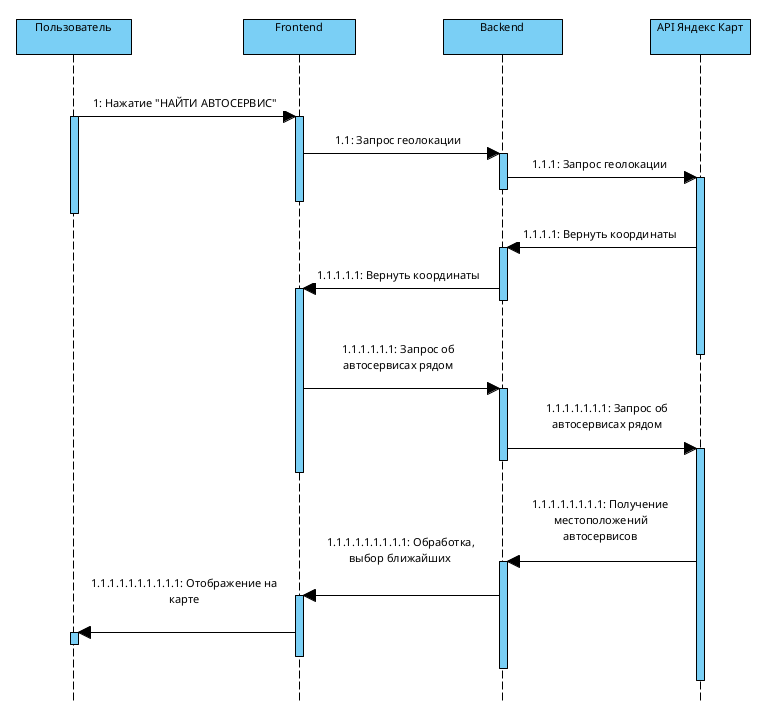 Пользователь
Frontend
Backend
API Яндекс Карт
1: Нажатие "НАЙТИ АВТОСЕРВИС"
1.1: Запрос геолокации
1.1.1: Запрос геолокации
1.1.1.1: Вернуть координаты
1.1.1.1.1: Вернуть координаты
1.1.1.1.1.1: Запрос об
автосервисах рядом
1.1.1.1.1.1.1: Запрос об
автосервисах рядом
1.1.1.1.1.1.1.1: Получение
местоположений
автосервисов
1.1.1.1.1.1.1.1.1: Обработка,
выбор ближайших
1.1.1.1.1.1.1.1.1.1: Отображение на
карте